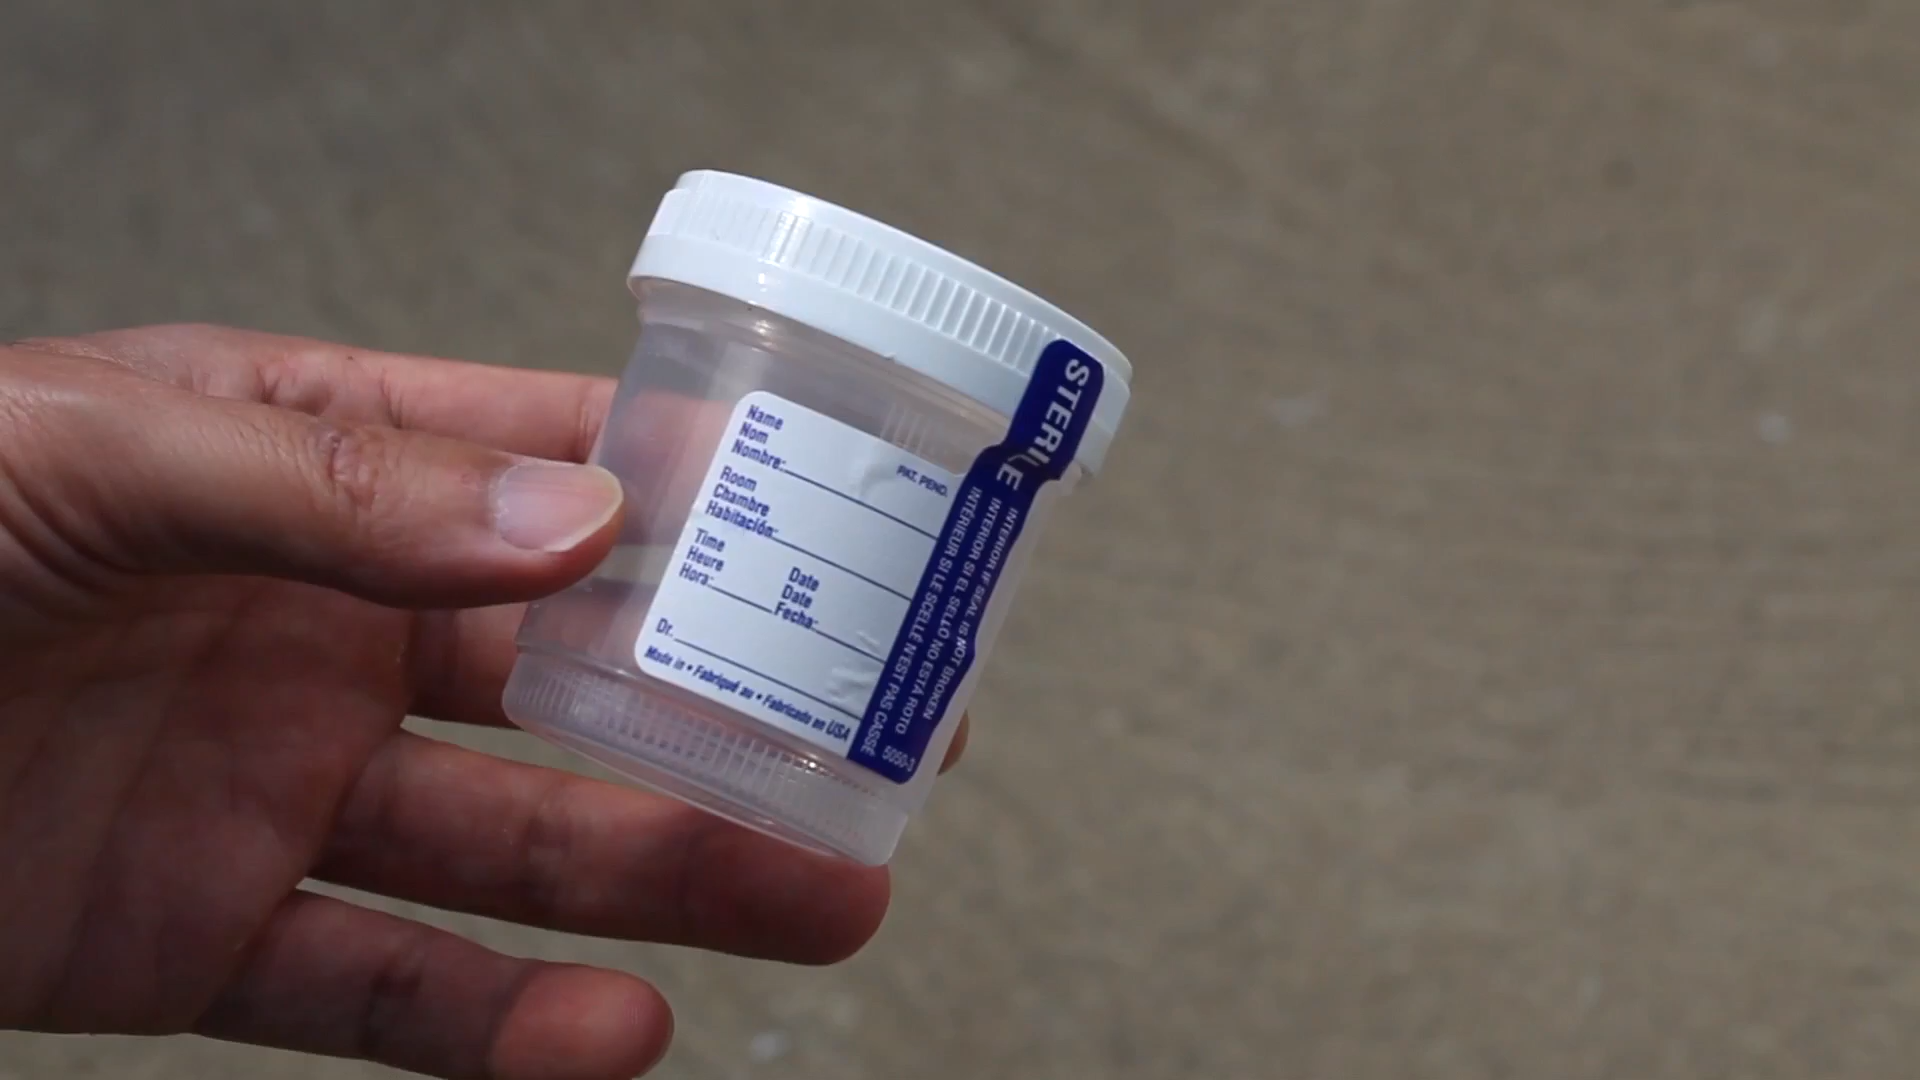 Name
Nom
Nombre:
PAT. PEND.
Room
Chambre
Habitación:
Time
Heure
Hora:
Date
Date
Fecha:
Dr.
Made in • Fabriqué au • Fabricado en USA
STERILE
INTERIOR IF SEAL IS NOT BROKEN
INTERIOR SI EL SELLO NO ESTÁ ROTO
INTÉRIEUR SI LE SCELLÉ N'EST PAS CASSÉ
5050-3